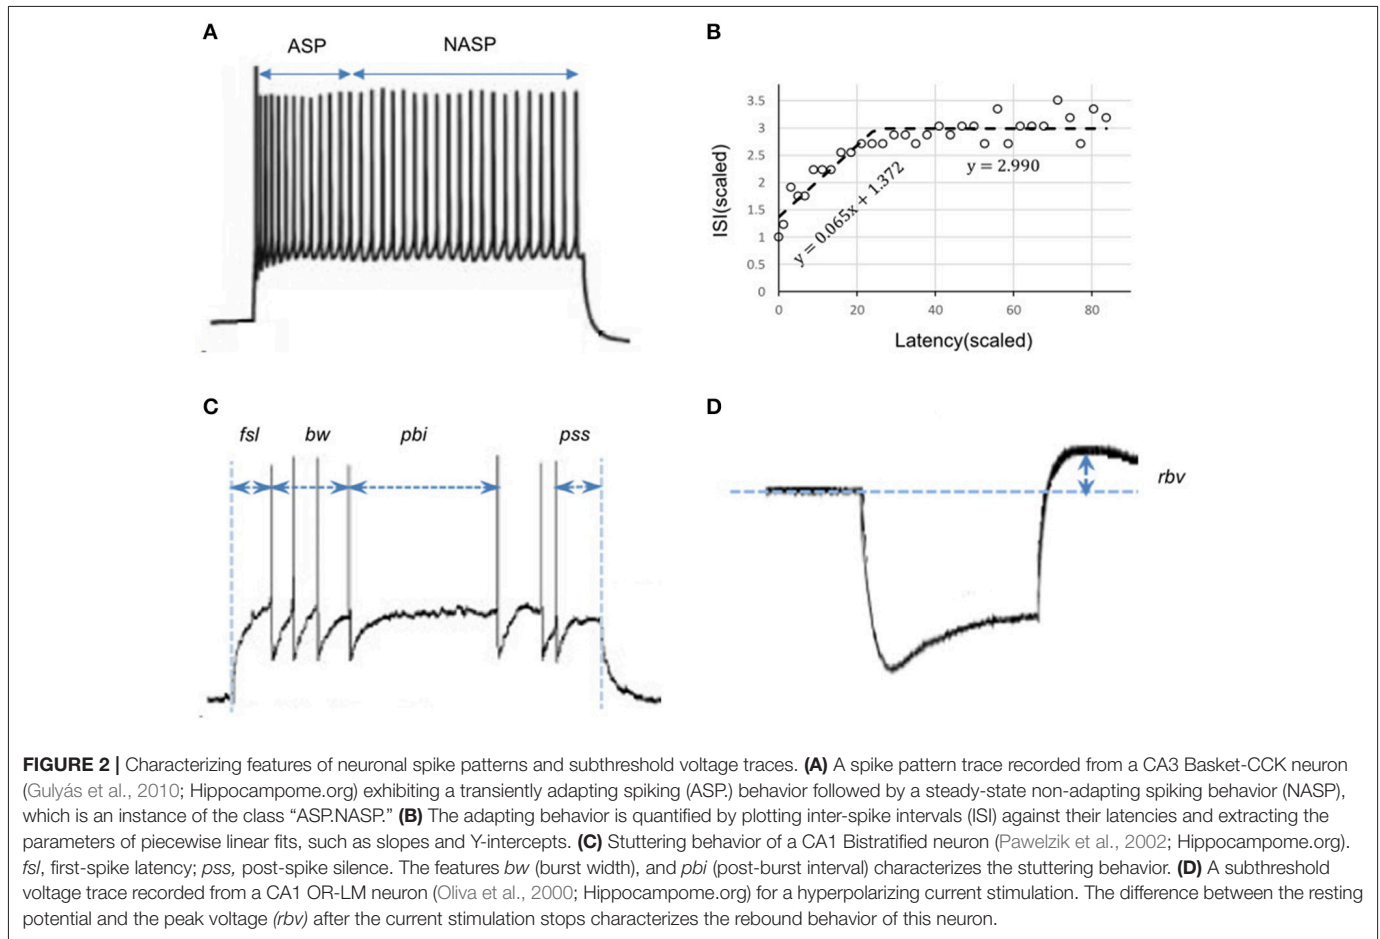 A
ASP
NASP
B
ISI(scaled)
3.5
3
2.5
2
1.5
1
0.5
0
y = 0.065x + 1.372
y = 2.990
0
20
40
60
80
Latency(scaled)
C
fsl
bw
pbi
pss
D
rbv
FIGURE 2 | Characterizing features of neuronal spike patterns and subthreshold voltage traces. (A) A spike pattern trace recorded from a CA3 Basket-CCK neuron
(Gulyás et al., 2010; Hippocampome.org) exhibiting a transiently adapting spiking (ASP.) behavior followed by a steady-state non-adapting spiking behavior (NASP),
which is an instance of the class “ASP.NASP.” (B) The adapting behavior is quantified by plotting inter-spike intervals (ISI) against their latencies and extracting the
parameters of piecewise linear fits, such as slopes and Y-intercepts. (C) Stuttering behavior of a CA1 Bistratified neuron (Pawelzik et al., 2002; Hippocampome.org).
fsl, first-spike latency; pss, post-spike silence. The features bw (burst width), and pbi (post-burst interval) characterizes the stuttering behavior. (D) A subthreshold
voltage trace recorded from a CA1 OR-LM neuron (Oliva et al., 2000; Hippocampome.org) for a hyperpolarizing current stimulation. The difference between the resting
potential and the peak voltage (rbv) after the current stimulation stops characterizes the rebound behavior of this neuron.